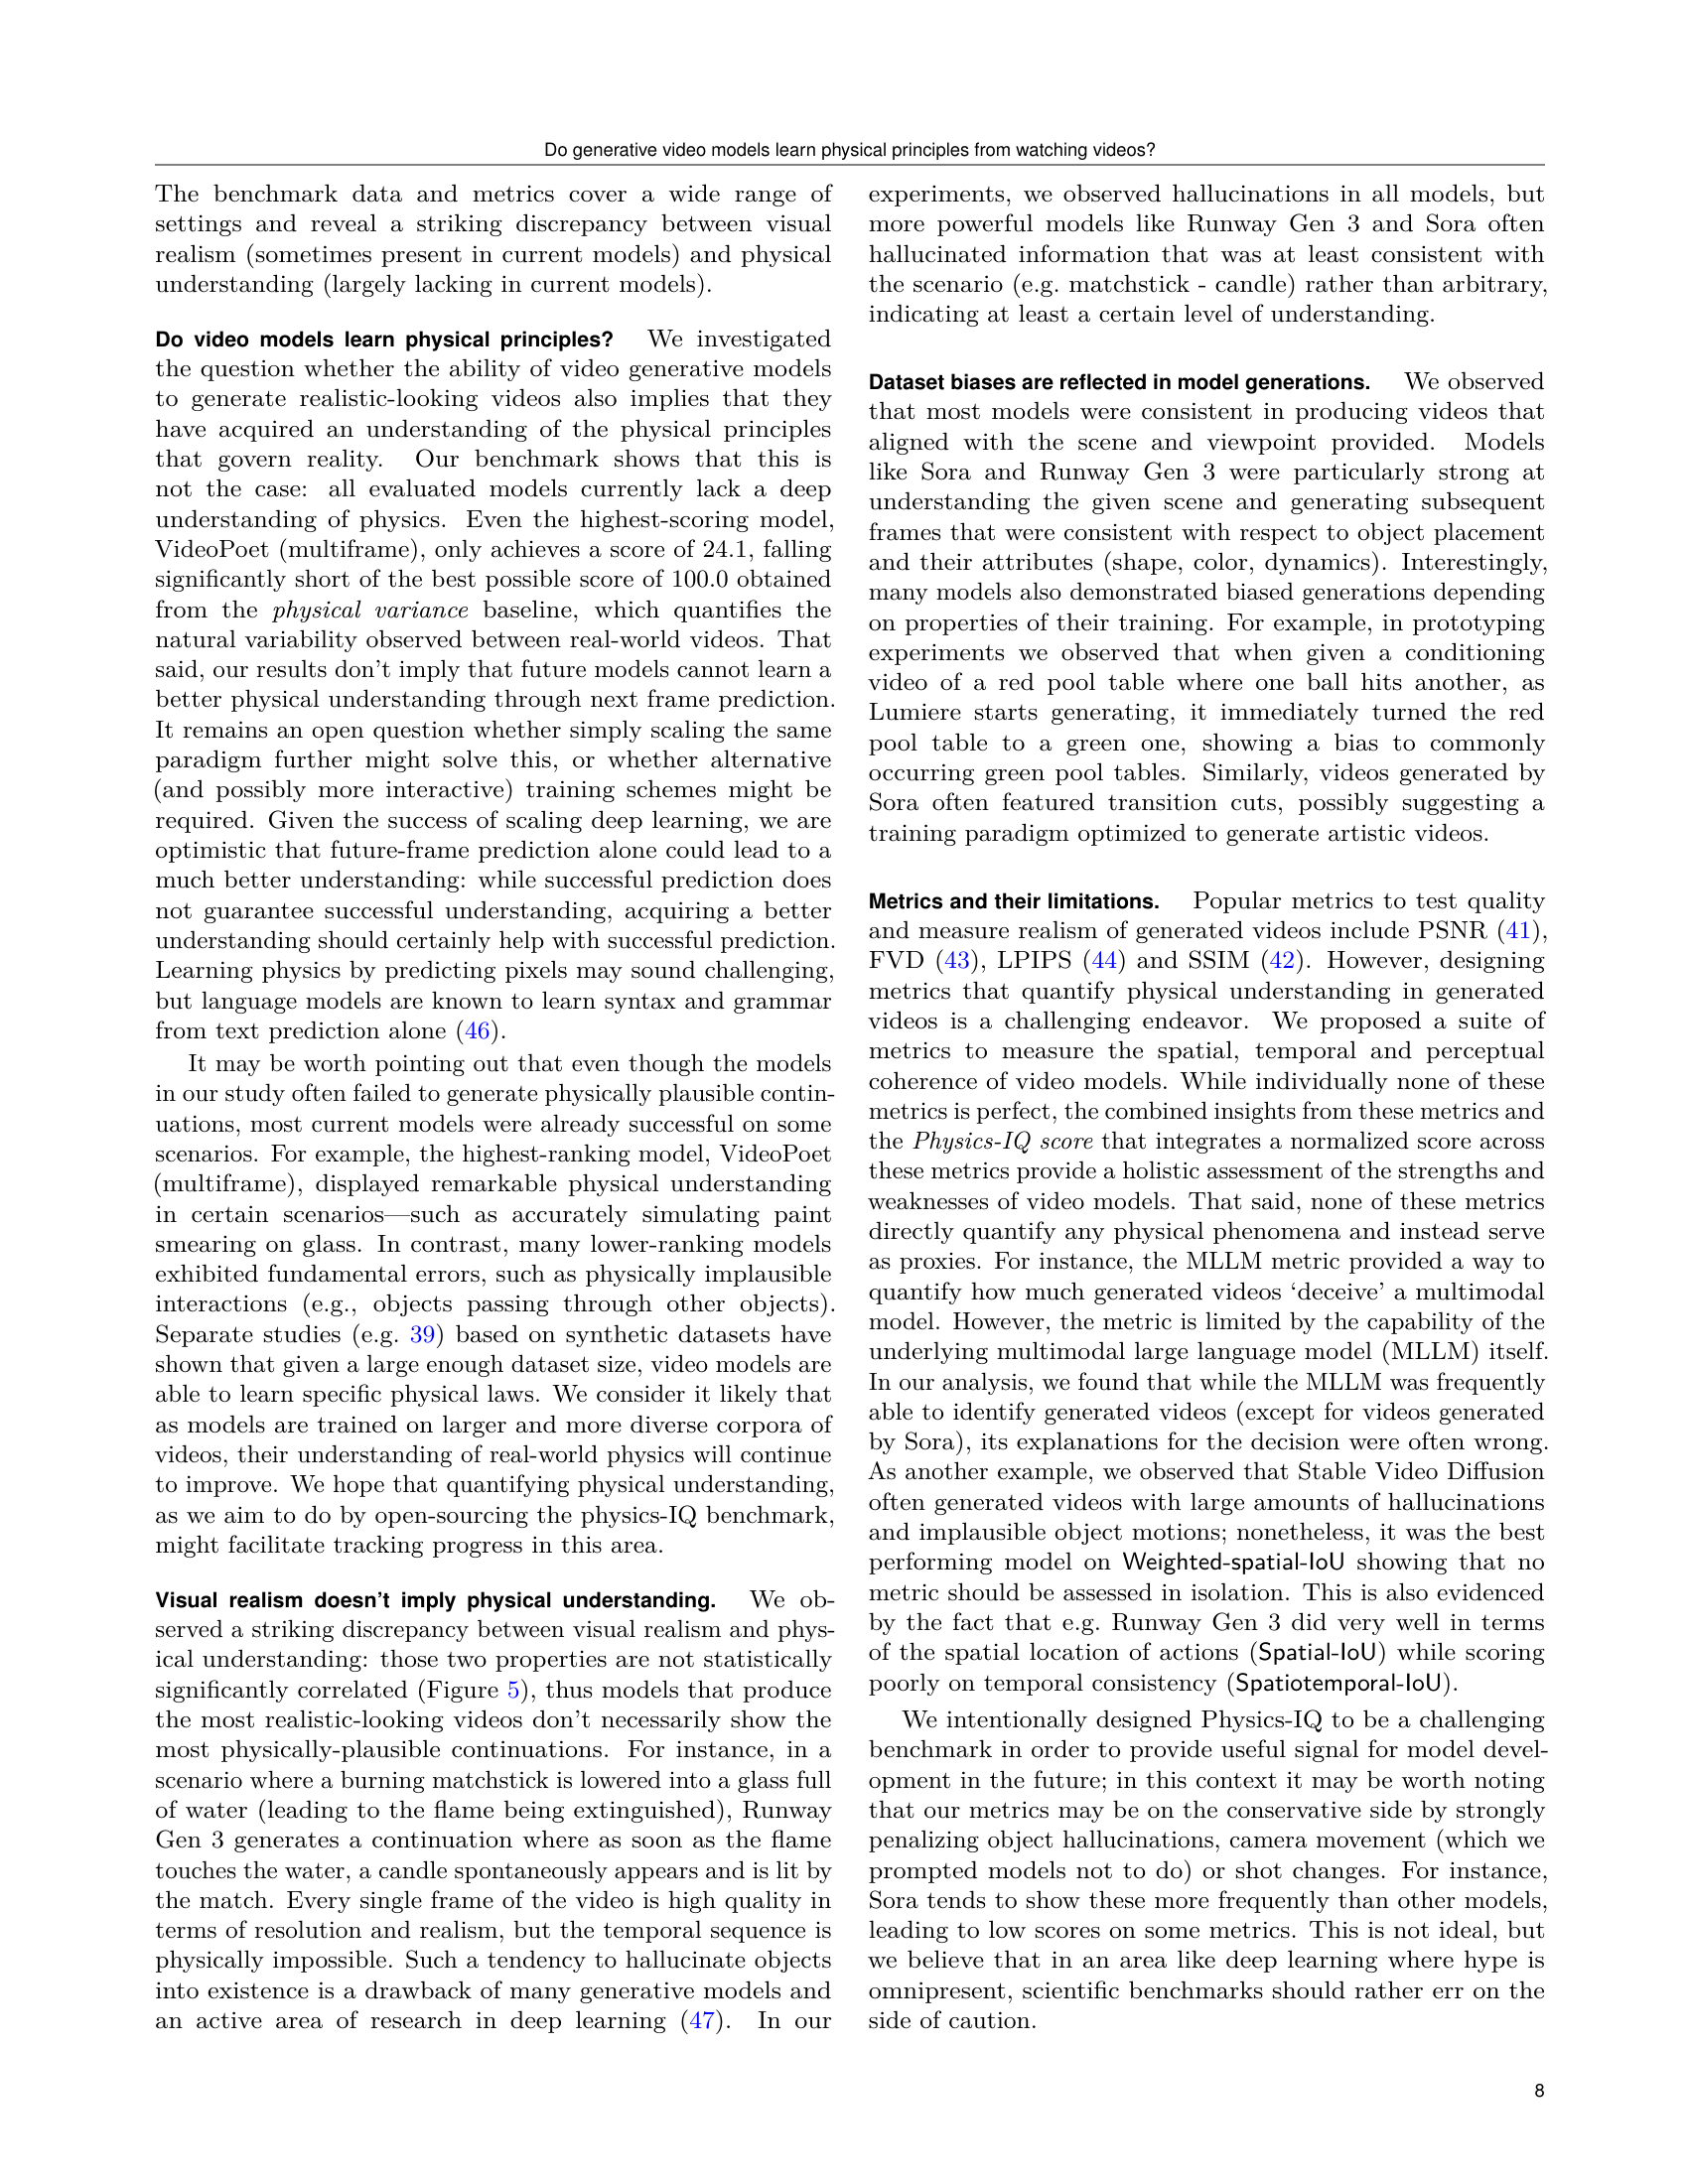 Do generative video models learn physical principles from watching videos?
The benchmark data and metrics cover a wide range of
settings and reveal a striking discrepancy between visual
realism (sometimes present in current models) and physical
understanding (largely lacking in current models).
Do video models learn physical principles? We investigated
the question whether the ability of video generative models
to generate realistic-looking videos also implies that they
have acquired an understanding of the physical principles
that govern reality. Our benchmark shows that this is
not the case: all evaluated models currently lack a deep
understanding of physics. Even the highest-scoring model,
VideoPoet (multiframe), only achieves a score of 24.1, falling
significantly short of the best possible score of 100.0 obtained
from the physical variance baseline, which quantifies the
natural variability observed between real-world videos. That
said, our results don't imply that future models cannot learn a
better physical understanding through next frame prediction.
It remains an open question whether simply scaling the same
paradigm further might solve this, or whether alternative
(and possibly more interactive) training schemes might be
required. Given the success of scaling deep learning, we are
optimistic that future-frame prediction alone could lead to a
much better understanding: while successful prediction does
not guarantee successful understanding, acquiring a better
understanding should certainly help with successful prediction.
Learning physics by predicting pixels may sound challenging,
but language models are known to learn syntax and grammar
from text prediction alone (46).
It may be worth pointing out that even though the models
in our study often failed to generate physically plausible contin-
uations, most current models were already successful on some
scenarios. For example, the highest-ranking model, VideoPoet
(multiframe), displayed remarkable physical understanding
in certain scenarios—such as accurately simulating paint
smearing on glass. In contrast, many lower-ranking models
exhibited fundamental errors, such as physically implausible
interactions (e.g., objects passing through other objects).
Separate studies (e.g. 39) based on synthetic datasets have
shown that given a large enough dataset size, video models are
able to learn specific physical laws. We consider it likely that
as models are trained on larger and more diverse corpora of
videos, their understanding of real-world physics will continue
to improve. We hope that quantifying physical understanding,
as we aim to do by open-sourcing the physics-IQ benchmark,
might facilitate tracking progress in this area.
Visual realism doesn't imply physical understanding. We ob-
served a striking discrepancy between visual realism and phys-
ical understanding: those two properties are not statistically
significantly correlated (Figure 5), thus models that produce
the most realistic-looking videos don't necessarily show the
most physically-plausible continuations. For instance, in a
scenario where a burning matchstick is lowered into a glass full
of water (leading to the flame being extinguished), Runway
Gen 3 generates a continuation where as soon as the flame
touches the water, a candle spontaneously appears and is lit by
the match. Every single frame of the video is high quality in
terms of resolution and realism, but the temporal sequence is
physically impossible. Such a tendency to hallucinate objects
into existence is a drawback of many generative models and
an active area of research in deep learning (47). In our
experiments, we observed hallucinations in all models, but
more powerful models like Runway Gen 3 and Sora often
hallucinated information that was at least consistent with
the scenario (e.g. matchstick - candle) rather than arbitrary,
indicating at least a certain level of understanding.
Dataset biases are reflected in model generations. We observed
that most models were consistent in producing videos that
aligned with the scene and viewpoint provided. Models
like Sora and Runway Gen 3 were particularly strong at
understanding the given scene and generating subsequent
frames that were consistent with respect to object placement
and their attributes (shape, color, dynamics). Interestingly,
many models also demonstrated biased generations depending
on properties of their training. For example, in prototyping
experiments we observed that when given a conditioning
video of a red pool table where one ball hits another, as
Lumiere starts generating, it immediately turned the red
pool table to a green one, showing a bias to commonly
occurring green pool tables. Similarly, videos generated by
Sora often featured transition cuts, possibly suggesting a
training paradigm optimized to generate artistic videos.
Metrics and their limitations. Popular metrics to test quality
and measure realism of generated videos include PSNR (41),
FVD (43), LPIPS (44) and SSIM (42). However, designing
metrics that quantify physical understanding in generated
videos is a challenging endeavor. We proposed a suite of
metrics to measure the spatial, temporal and perceptual
coherence of video models. While individually none of these
metrics is perfect, the combined insights from these metrics and
the Physics-IQ score that integrates a normalized score across
these metrics provide a holistic assessment of the strengths and
weaknesses of video models. That said, none of these metrics
directly quantify any physical phenomena and instead serve
as proxies. For instance, the MLLM metric provided a way to
quantify how much generated videos ‘deceive’ a multimodal
model. However, the metric is limited by the capability of the
underlying multimodal large language model (MLLM) itself.
In our analysis, we found that while the MLLM was frequently
able to identify generated videos (except for videos generated
by Sora), its explanations for the decision were often wrong.
As another example, we observed that Stable Video Diffusion
often generated videos with large amounts of hallucinations
and implausible object motions; nonetheless, it was the best
performing model on Weighted-spatial-IoU showing that no
metric should be assessed in isolation. This is also evidenced
by the fact that e.g. Runway Gen 3 did very well in terms
of the spatial location of actions (Spatial-IoU) while scoring
poorly on temporal consistency (Spatiotemporal-IoU).
We intentionally designed Physics-IQ to be a challenging
benchmark in order to provide useful signal for model devel-
opment in the future; in this context it may be worth noting
that our metrics may be on the conservative side by strongly
penalizing object hallucinations, camera movement (which we
prompted models not to do) or shot changes. For instance,
Sora tends to show these more frequently than other models,
leading to low scores on some metrics. This is not ideal, but
we believe that in an area like deep learning where hype is
omnipresent, scientific benchmarks should rather err on the
side of caution.
8